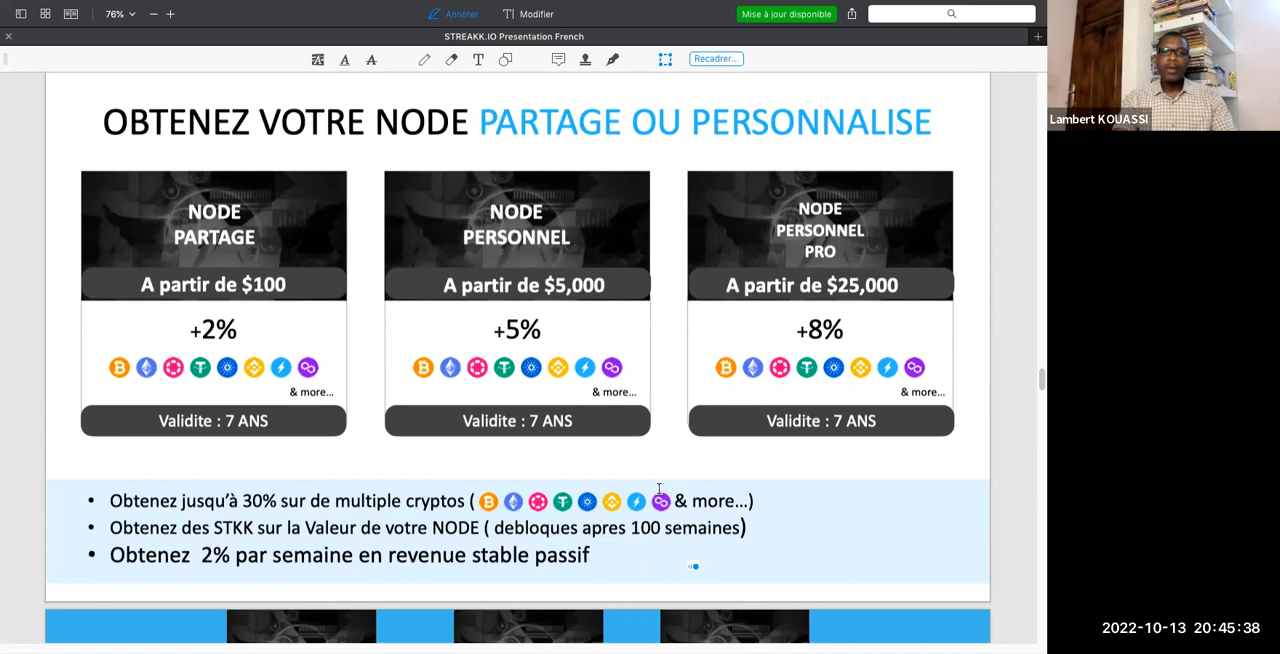 76%
Annoter
Modifier
Mise à jour disponible
STREAKK.IO Presentation French
Recadrer...
OBTENEZ VOTRE NODE PARTAGE OU PERSONNALISE
NODE
PARTAGE
A partir de $100
+2%
& more...
Validite : 7 ANS
NODE
PERSONNEL
A partir de $5,000
+5%
& more...
Validite : 7 ANS
NODE
PERSONNEL
PRO
A partir de $25,000
+8%
& more...
Validite : 7 ANS
• Obtenez jusqu'à 30% sur de multiple cryptos ( & more...)
• Obtenez des STKK sur la Valeur de votre NODE ( debloques apres 100 semaines)
• Obtenez 2% par semaine en revenue stable passif
Lambert KOUASSI
2022-10-13 20:45:38